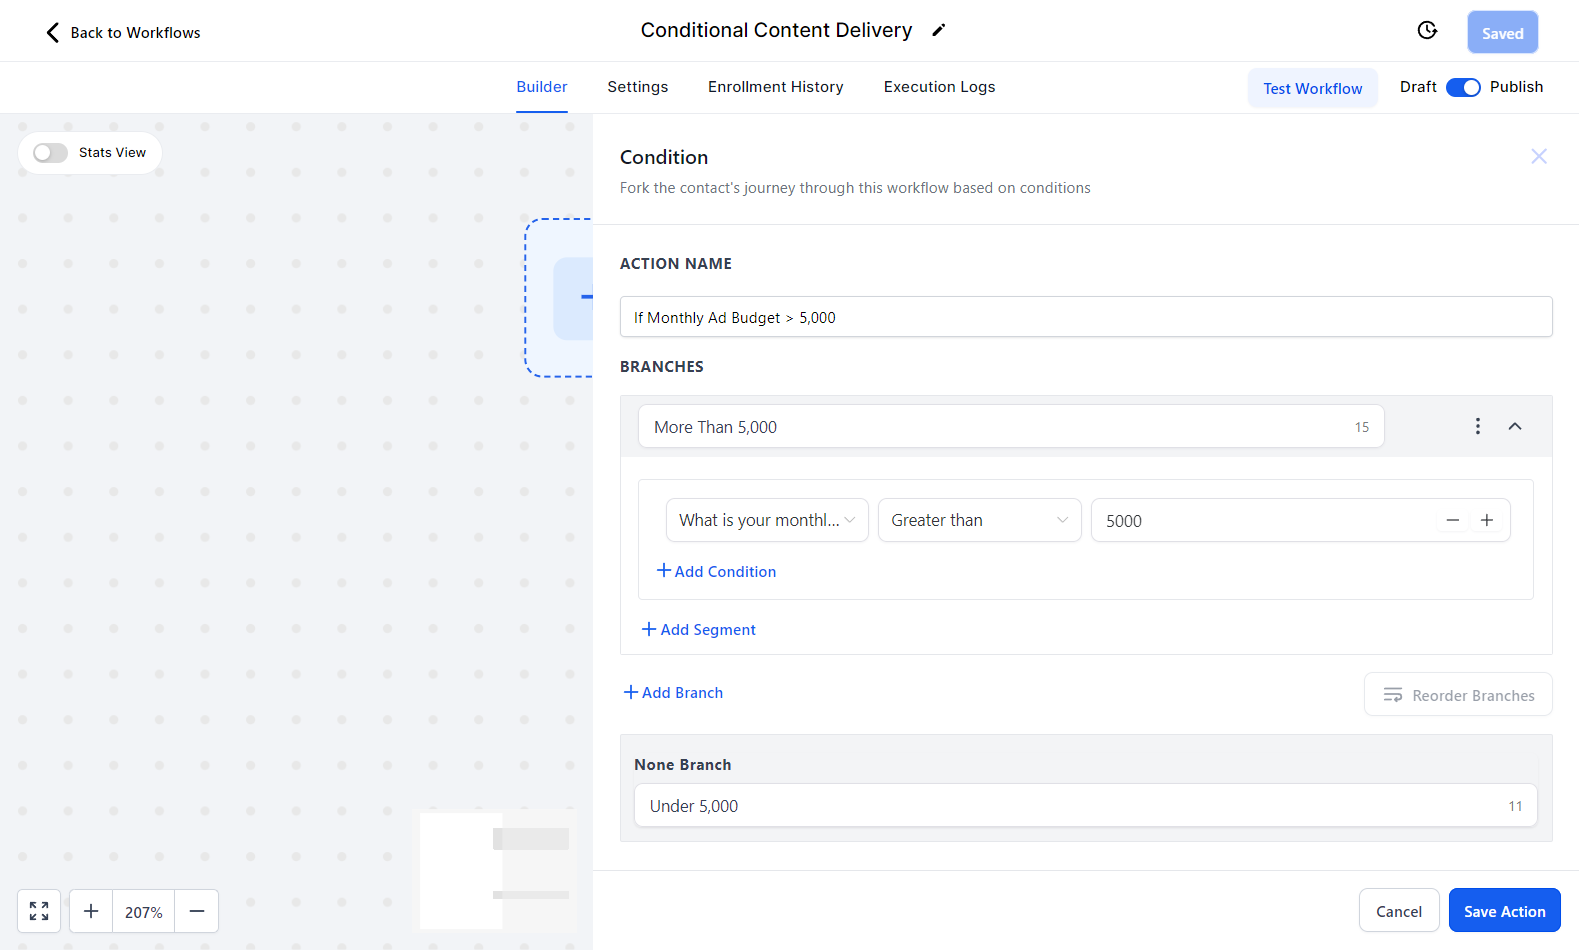 Back to Workflows
Conditional Content Delivery
Saved
Builder
Settings
Enrollment History
Execution Logs
Test Workflow
Draft
Publish
Stats View
Condition
Fork the contact's journey through this workflow based on conditions
ACTION NAME
If Monthly Ad Budget > 5,000
BRANCHES
More Than 5,000
15
What is your monthl...
Greater than
5000
Add Condition
Add Segment
Add Branch
Reorder Branches
None Branch
Under 5,000
11
207%
Cancel
Save Action